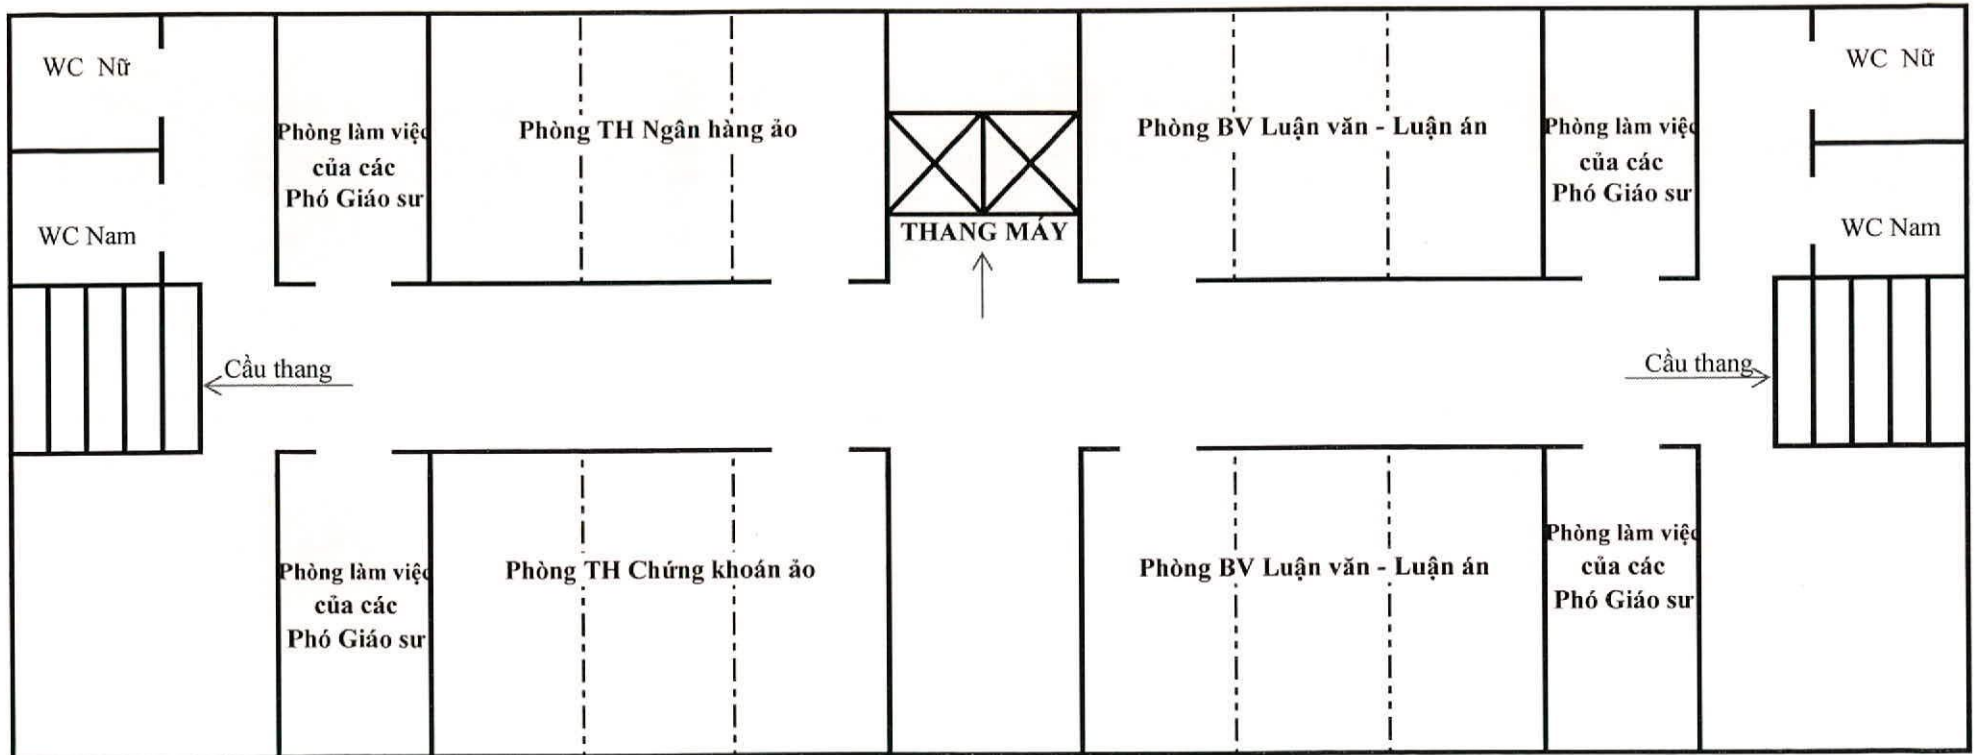 WC Nữ
WC Nam
Phòng làm việc
của các
Phó Giáo sư
Phòng TH Ngân hàng ảo
THANG MÁY
Phòng BV Luận văn - Luận án
Phòng làm việc
của các
Phó Giáo sư
WC Nữ
WC Nam
Cầu thang
Cầu thang
Phòng làm việc
của các
Phó Giáo sư
Phòng TH Chứng khoán ảo
Phòng BV Luận văn - Luận án
Phòng làm việc
của các
Phó Giáo sư